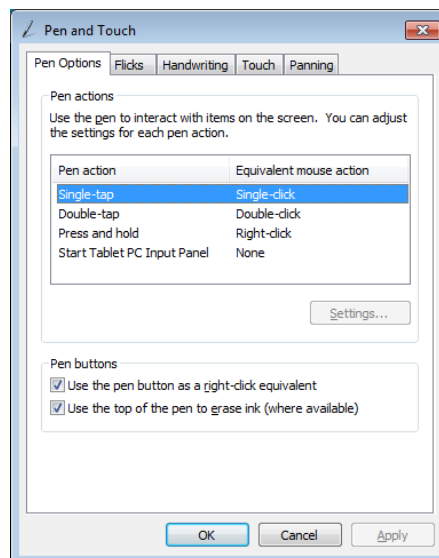 Pen and Touch
Pen Options Flicks Handwriting Touch Panning
Pen actions
Use the pen to interact with items on the screen. You can adjust
the settings for each pen action.
Pen action Equivalent mouse action
Single-tap Single-click
Double-tap Double-click
Press and hold Right-click
Start Tablet PC Input Panel None
Settings...
Pen buttons
Use the pen button as a right-click equivalent
Use the top of the pen to erase ink (where available)
OK Cancel Apply